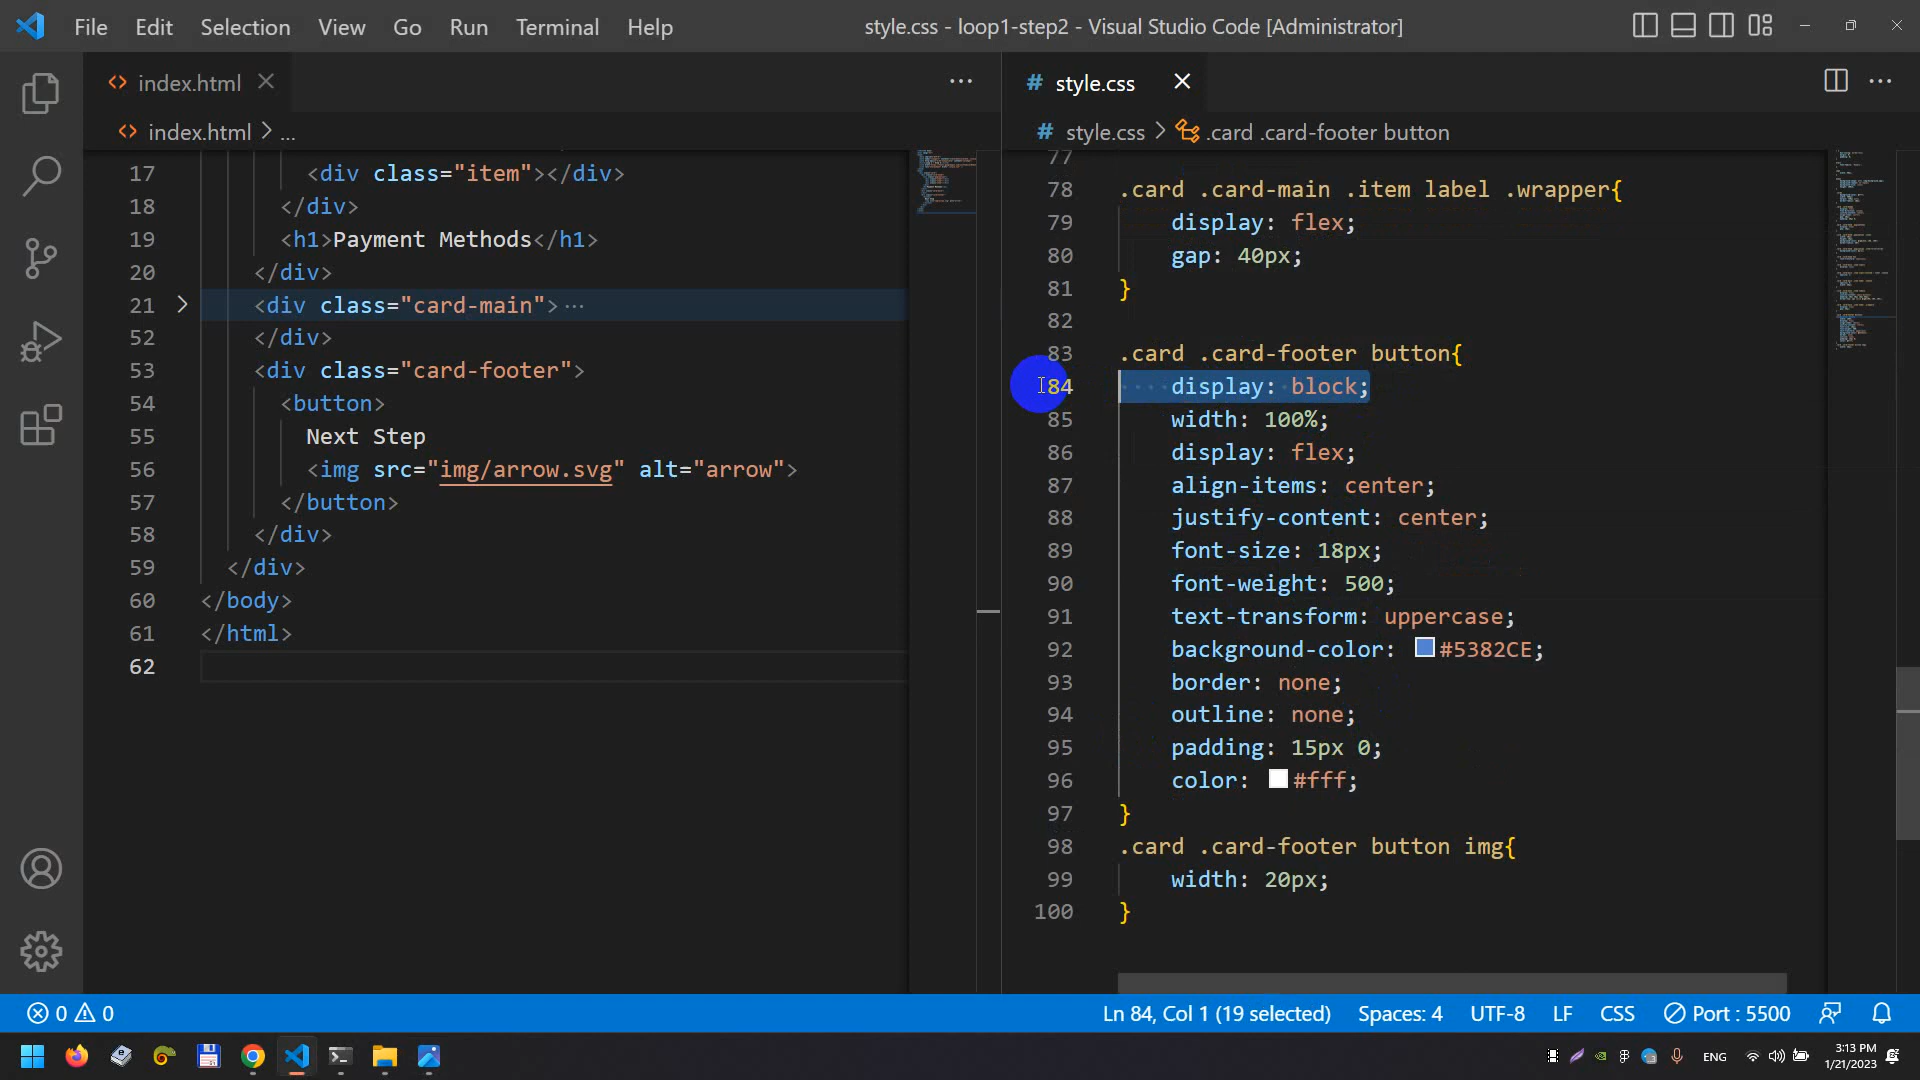 File Edit Selection View Go Run Terminal Help
style.css - loop1-step2 - Visual Studio Code [Administrator]
index.html
index.html > ...
17 <div class="item"></div>
18 </div>
19 <h1>Payment Methods</h1>
20 </div>
21 <div class="card-main"> ...
52 </div>
53 <div class="card-footer">
54 <button>
55 Next Step
56 <img src="img/arrow.svg" alt="arrow">
57 </button>
58 </div>
59 </div>
60 </body>
61 </html>
62
# style.css
# style.css > .card .card-footer button
77
78 .card .card-main .item label .wrapper{
79 display: flex;
80 gap: 40px;
81 }
82
83 .card .card-footer button{
84 display: block;
85 width: 100%;
86 display: flex;
87 align-items: center;
88 justify-content: center;
89 font-size: 18px;
90 font-weight: 500;
91 text-transform: uppercase;
92 background-color: #5382CE;
93 border: none;
94 outline: none;
95 padding: 15px 0;
96 color: #fff;
97 }
98 .card .card-footer button img{
99 width: 20px;
100 }
0 0
Ln 84, Col 1 (19 selected) Spaces: 4 UTF-8 LF CSS Port : 5500
ENG
3:13 PM
1/21/2023